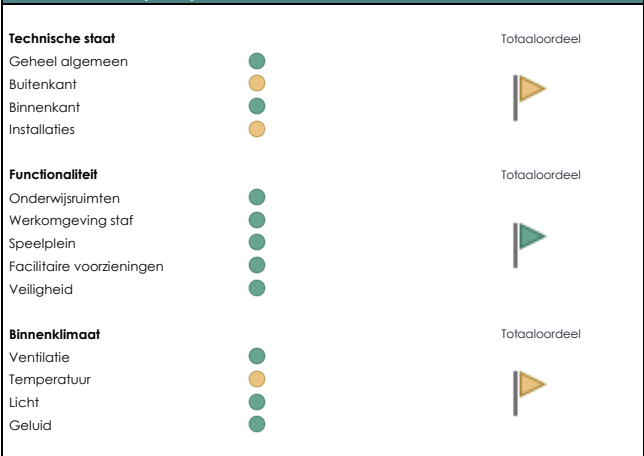 Technische staat
Totaaloordeel
Geheel algemeen
Buitenkant
Binnenkant
Installaties
Functionaliteit
Totaaloordeel
Onderwijsruimten
Werkomgeving staf
Speelplein
Facilitaire voorzieningen
Veiligheid
Binnenklimaat
Totaaloordeel
Ventilatie
Temperatuur
Licht
Geluid